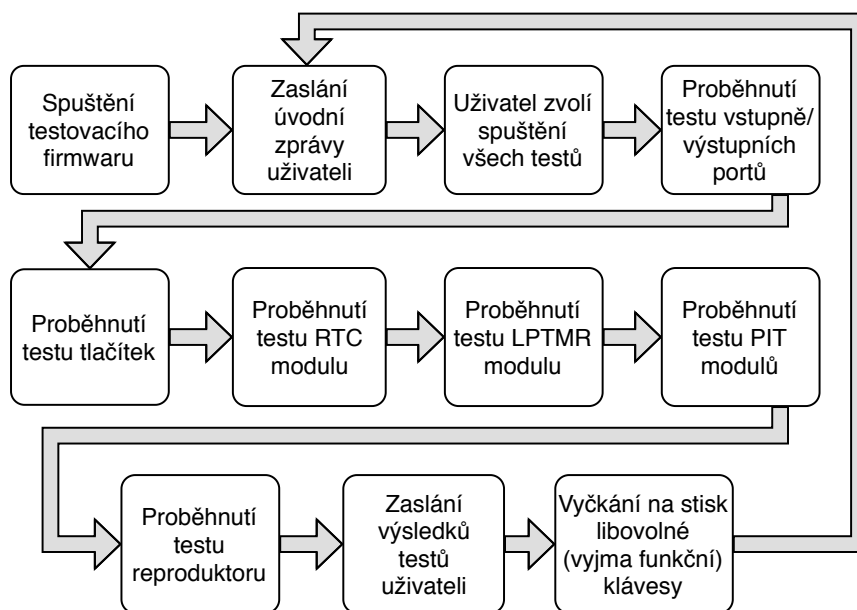 Spuštění
testovacího
firmwaru
Zaslání
úvodní
zprávy
uživateli
Uživatel zvolí
spuštění
všech testů
Proběhnutí
testu vstupně/
výstupních
portů
Proběhnutí
testu tlačítek
Proběhnutí
testu RTC
modulu
Proběhnutí
testu LPTMR
modulu
Proběhnutí
testu PIT
modulů
Proběhnutí
testu
reproduktoru
Zaslání
výsledků
testů
uživateli
Vyčkání na stisk
libovolné
(vyjma funkční)
klávesy